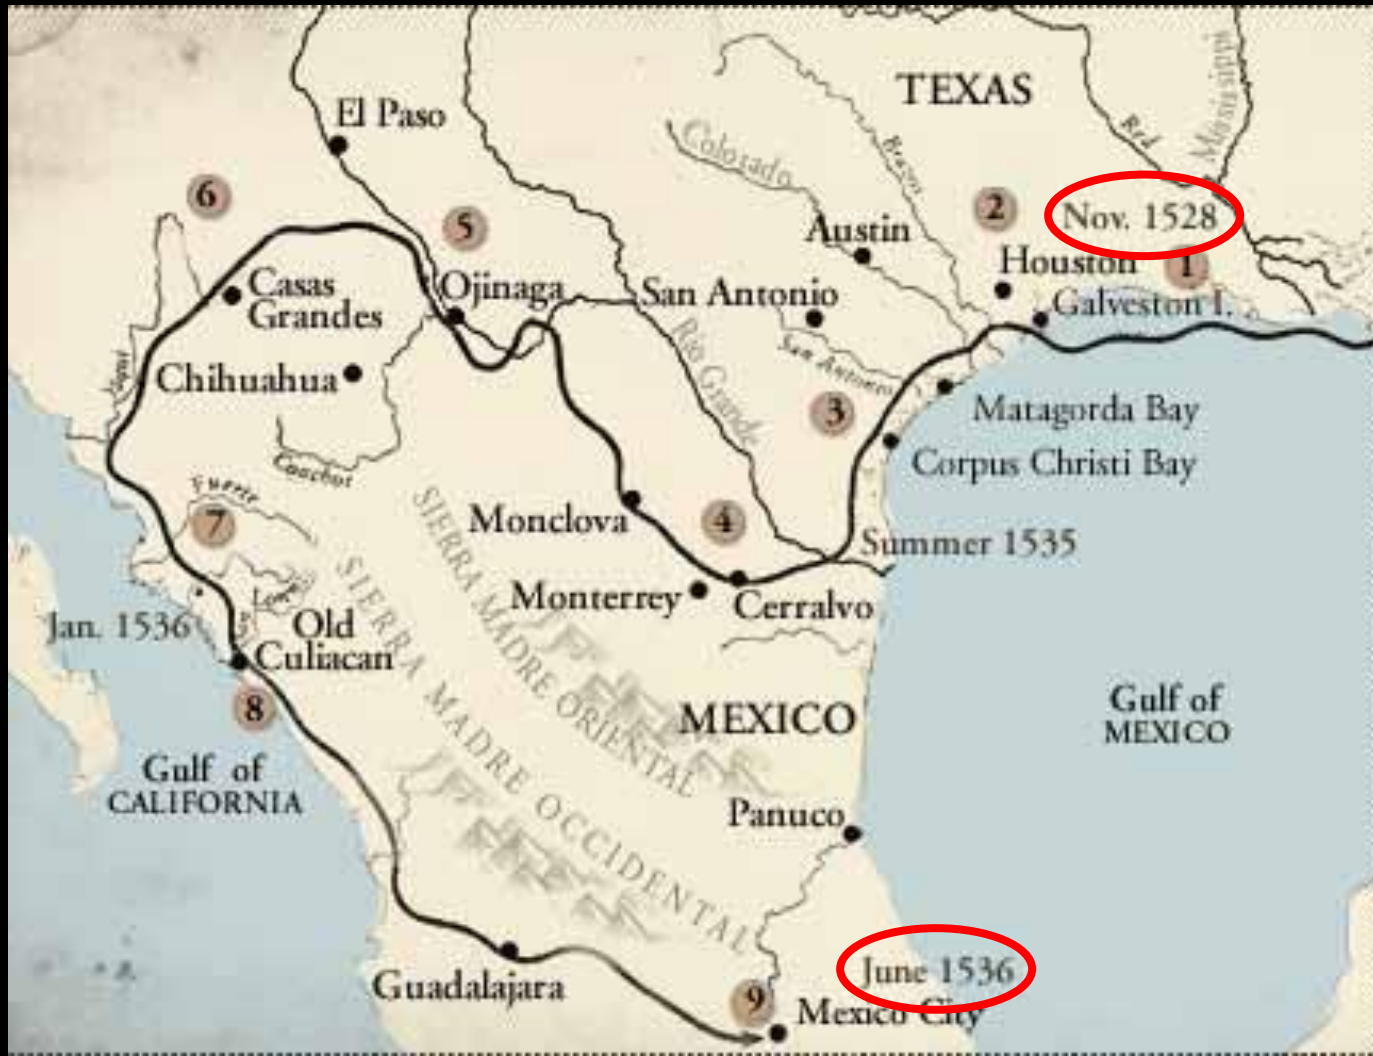 TEXAS
Mississippi
Red
El Paso
Colorado
Brazo
6
5
2
Nov. 1528
Austin
Houston
1
Casas
Grandes
Ojinaga
San Antonio
Galveston I.
Rio Grande
San Antonio
Chihuahua
Yaqui
3
Matagorda Bay
Corpus Christi Bay
Conchos
Fuerte
7
Monclova
4
Summer 1535
SIERRA MADRE ORIENTAL
SIERRA MADRE OCCIDENTAL
Monterrey
Cerralvo
Jan. 1536
Old
Culiacan
8
MEXICO
Gulf of
MEXICO
Gulf of
CALIFORNIA
Panuco
June 1536
Guadalajara
9
Mexico City